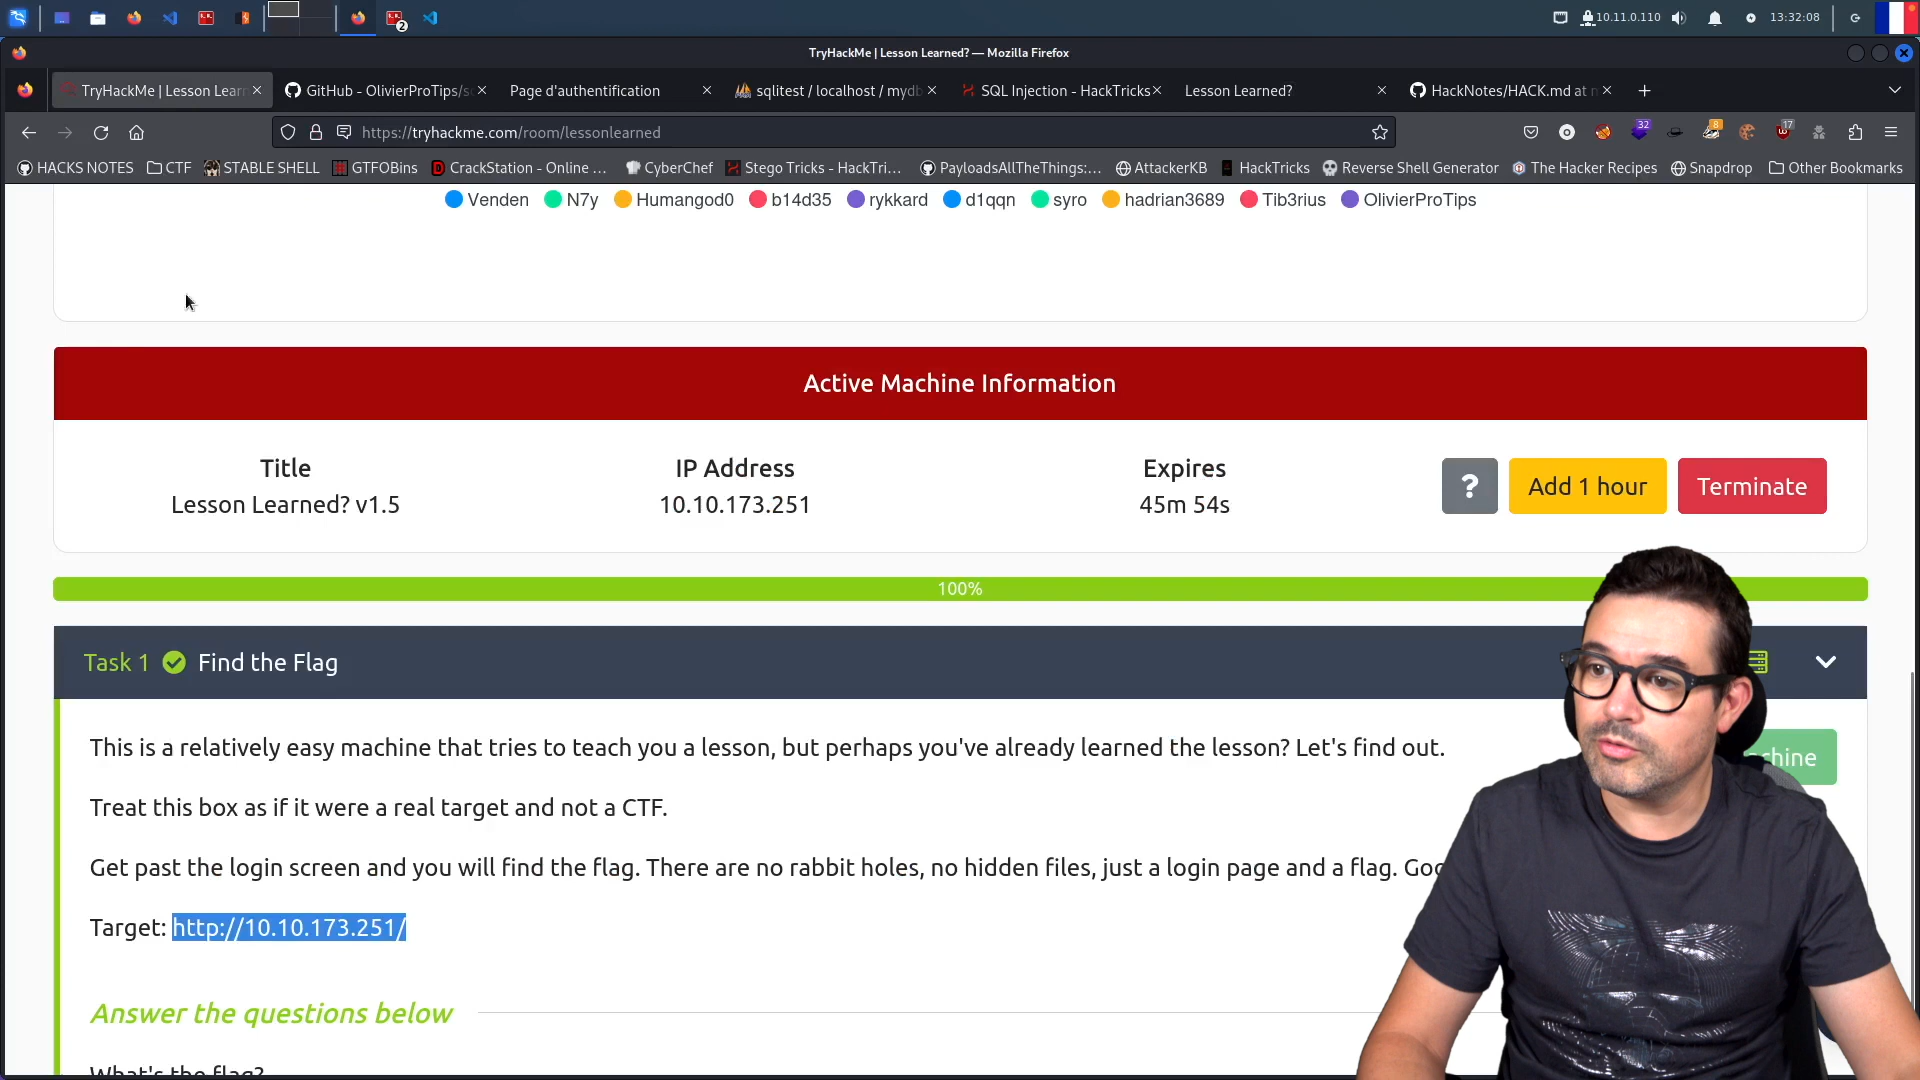 2
10.11.0.110
13:32:08
TryHackMe | Lesson Learned? — Mozilla Firefox
TryHackMe | Lesson Lear
GitHub - OlivierProTips/s
Page d'authentification
sqlitest / localhost / mydb
SQL Injection - HackTricks
Lesson Learned?
HackNotes/HACK.md at
https://tryhackme.com/room/lessonlearned
32
8
17
HACKS NOTES
CTF
STABLE SHELL
GTFOBins
CrackStation - Online ...
CyberChef
Stego Tricks - HackTri...
PayloadsAllTheThings:...
AttackerKB
HackTricks
Reverse Shell Generator
The Hacker Recipes
Snapdrop
Other Bookmarks
Venden N7y Humangod0 b14d35 rykkard d1qqn syro hadrian3689 Tib3rius OlivierProTips
Active Machine Information
Title
IP Address
Expires
Lesson Learned? v1.5
10.10.173.251
45m 54s
?
Add 1 hour
Terminate
100%
Task 1 Find the Flag
This is a relatively easy machine that tries to teach you a lesson, but perhaps you've already learned the lesson? Let's find out.
chine
Treat this box as if it were a real target and not a CTF.
Get past the login screen and you will find the flag. There are no rabbit holes, no hidden files, just a login page and a flag.
Target: http://10.10.173.251/
Answer the questions below
What's the flag?